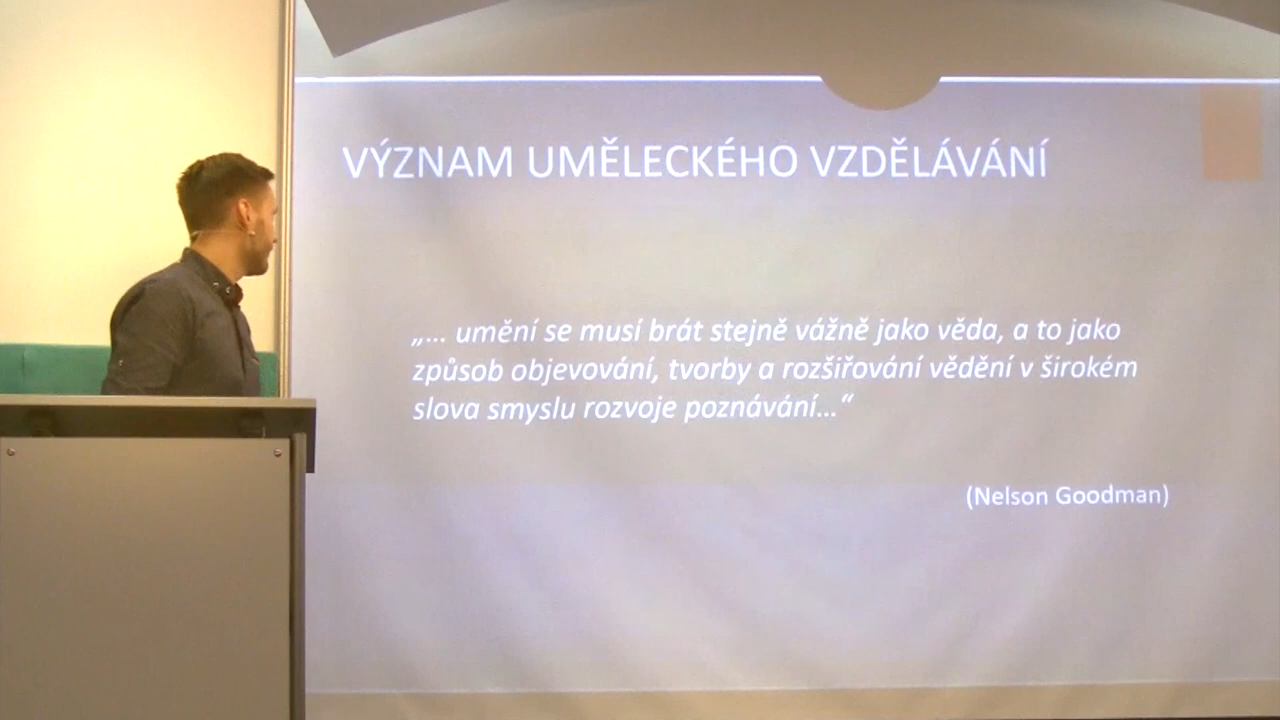 VÝZNAM UMĚLECKÉHO VZDĚLÁVÁNÍ
„… umění se musí brát stejně vážně jako věda, a to jako
způsob objevování, tvorby a rozšiřování vědění v širokém
slova smyslu rozvoje poznávání…“
(Nelson Goodman)